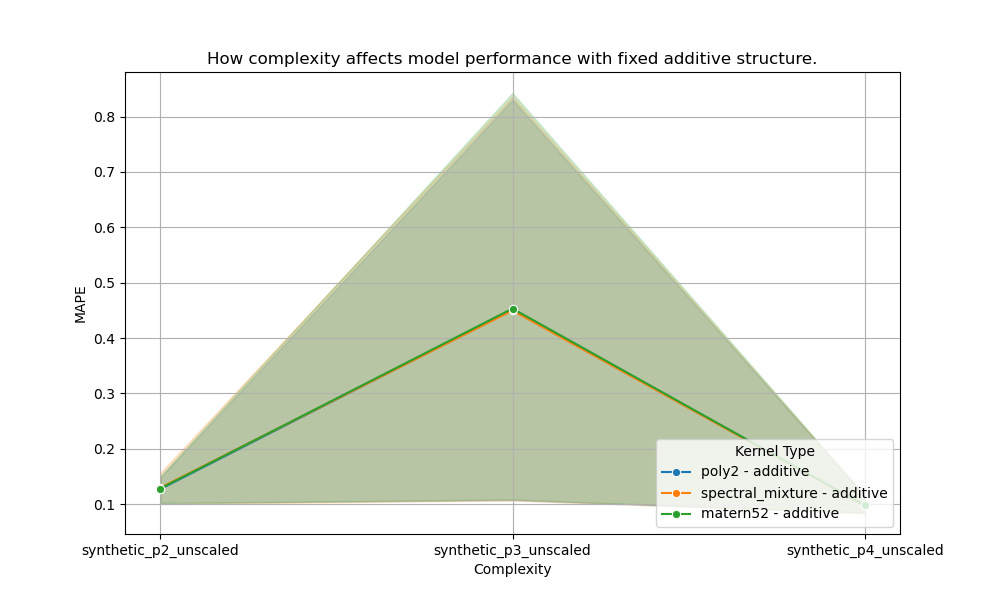 How complexity affects model performance with fixed additive structure.
MAPE
0.8
0.7
0.6
0.5
0.4
0.3
0.2
0.1
Kernel Type
poly2 - additive
spectral_mixture - additive
matern52 - additive
synthetic_p2_unscaled
synthetic_p3_unscaled
synthetic_p4_unscaled
Complexity